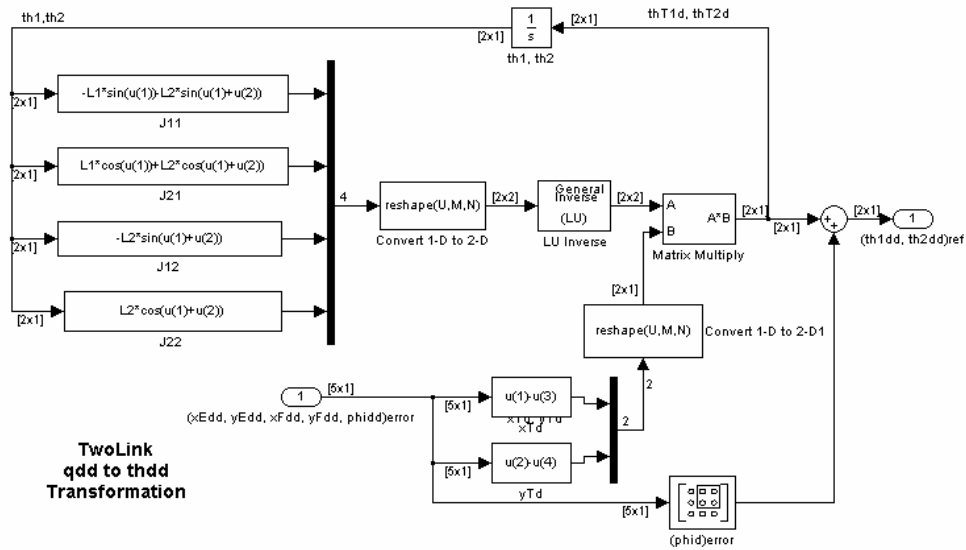 th1,th2
thT1d, thT2d
1
s
[2x1]
[2x1]
th1, th2
-L1*sin(u(1))-L2*sin(u(1)+u(2))
[2x1]
J11
L1*cos(u(1))+L2*cos(u(1)+u(2))
[2x1]
J21
-L2*sin(u(1)+u(2))
[2x1]
J12
L2*cos(u(1)+u(2))
[2x1]
J22
4
reshape(U,M,N)
Convert 1-D to 2-D
[2x2]
General
Inverse
(LU)
LU Inverse
[2x2]
A
B
A*B
Matrix Multiply
[2x1]
[2x1]
[2x1]
1
(th1dd, th2dd)ref
[2x1]
reshape(U,M,N)
Convert 1-D to 2-D1
2
1
[5x1]
(xEdd, yEdd, xFdd, yFdd, phidd)error
[5x1]
u(1)-u(3)
xTd
2
[5x1]
u(2)-u(4)
yTd
[5x1]
(phid)error
TwoLink
qdd to thdd
Transformation